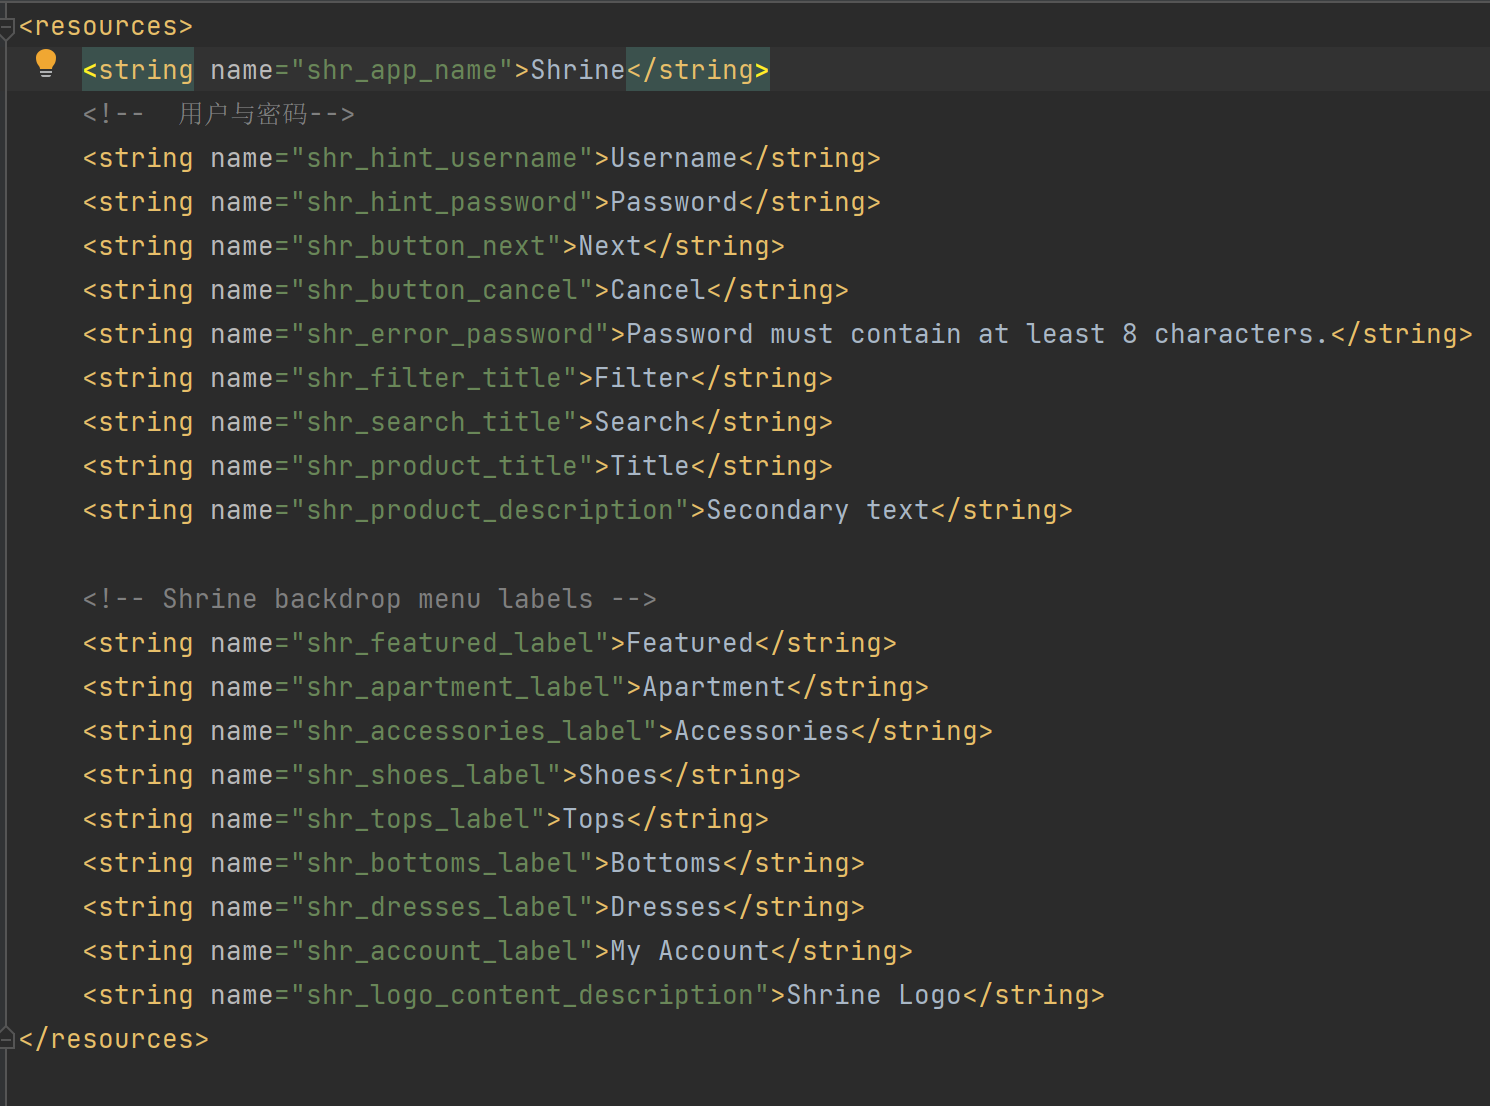 <resources>
    <string name="shr_app_name">Shrine</string>
    <!--  用户与密码-->
    <string name="shr_hint_username">Username</string>
    <string name="shr_hint_password">Password</string>
    <string name="shr_button_next">Next</string>
    <string name="shr_button_cancel">Cancel</string>
    <string name="shr_error_password">Password must contain at least 8 characters.</string>
    <string name="shr_filter_title">Filter</string>
    <string name="shr_search_title">Search</string>
    <string name="shr_product_title">Title</string>
    <string name="shr_product_description">Secondary text</string>

    <!-- Shrine backdrop menu labels -->
    <string name="shr_featured_label">Featured</string>
    <string name="shr_apartment_label">Apartment</string>
    <string name="shr_accessories_label">Accessories</string>
    <string name="shr_shoes_label">Shoes</string>
    <string name="shr_tops_label">Tops</string>
    <string name="shr_bottoms_label">Bottoms</string>
    <string name="shr_dresses_label">Dresses</string>
    <string name="shr_account_label">My Account</string>
    <string name="shr_logo_content_description">Shrine Logo</string>
</resources>